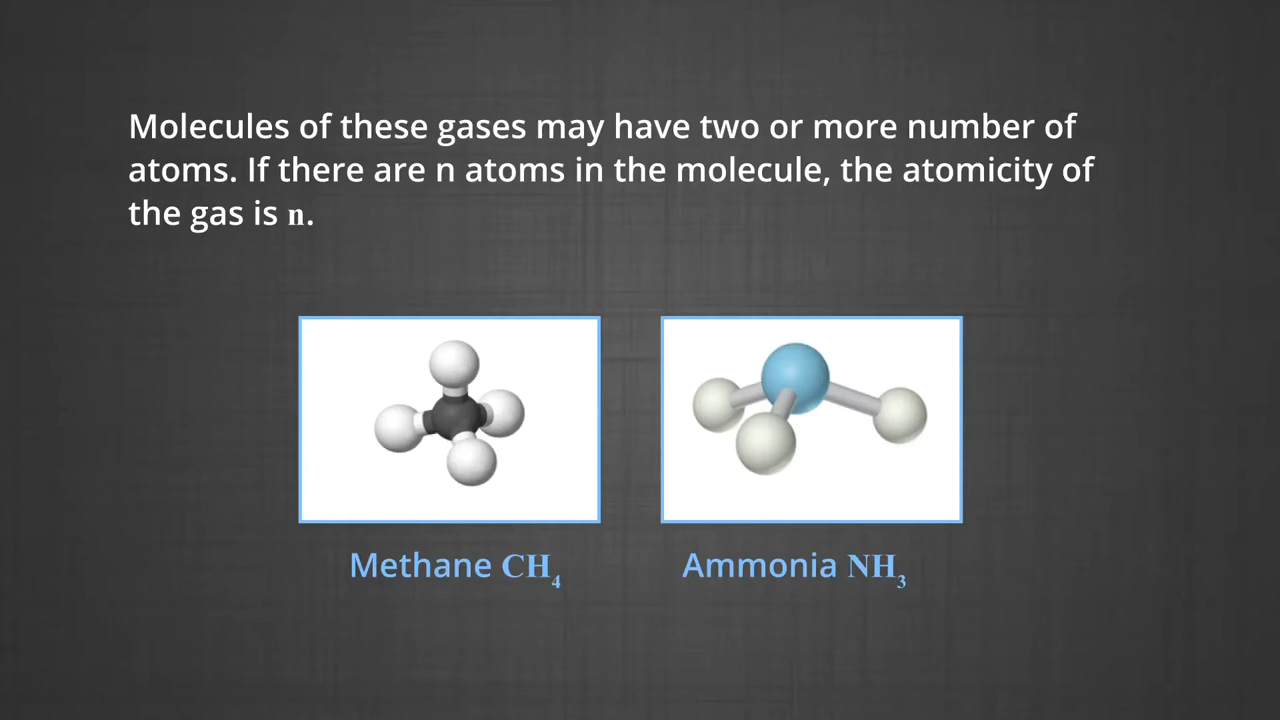 Molecules of these gases may have two or more number of
atoms. If there are n atoms in the molecule, the atomicity of
the gas is n.
Methane CH₄
Ammonia NH₃